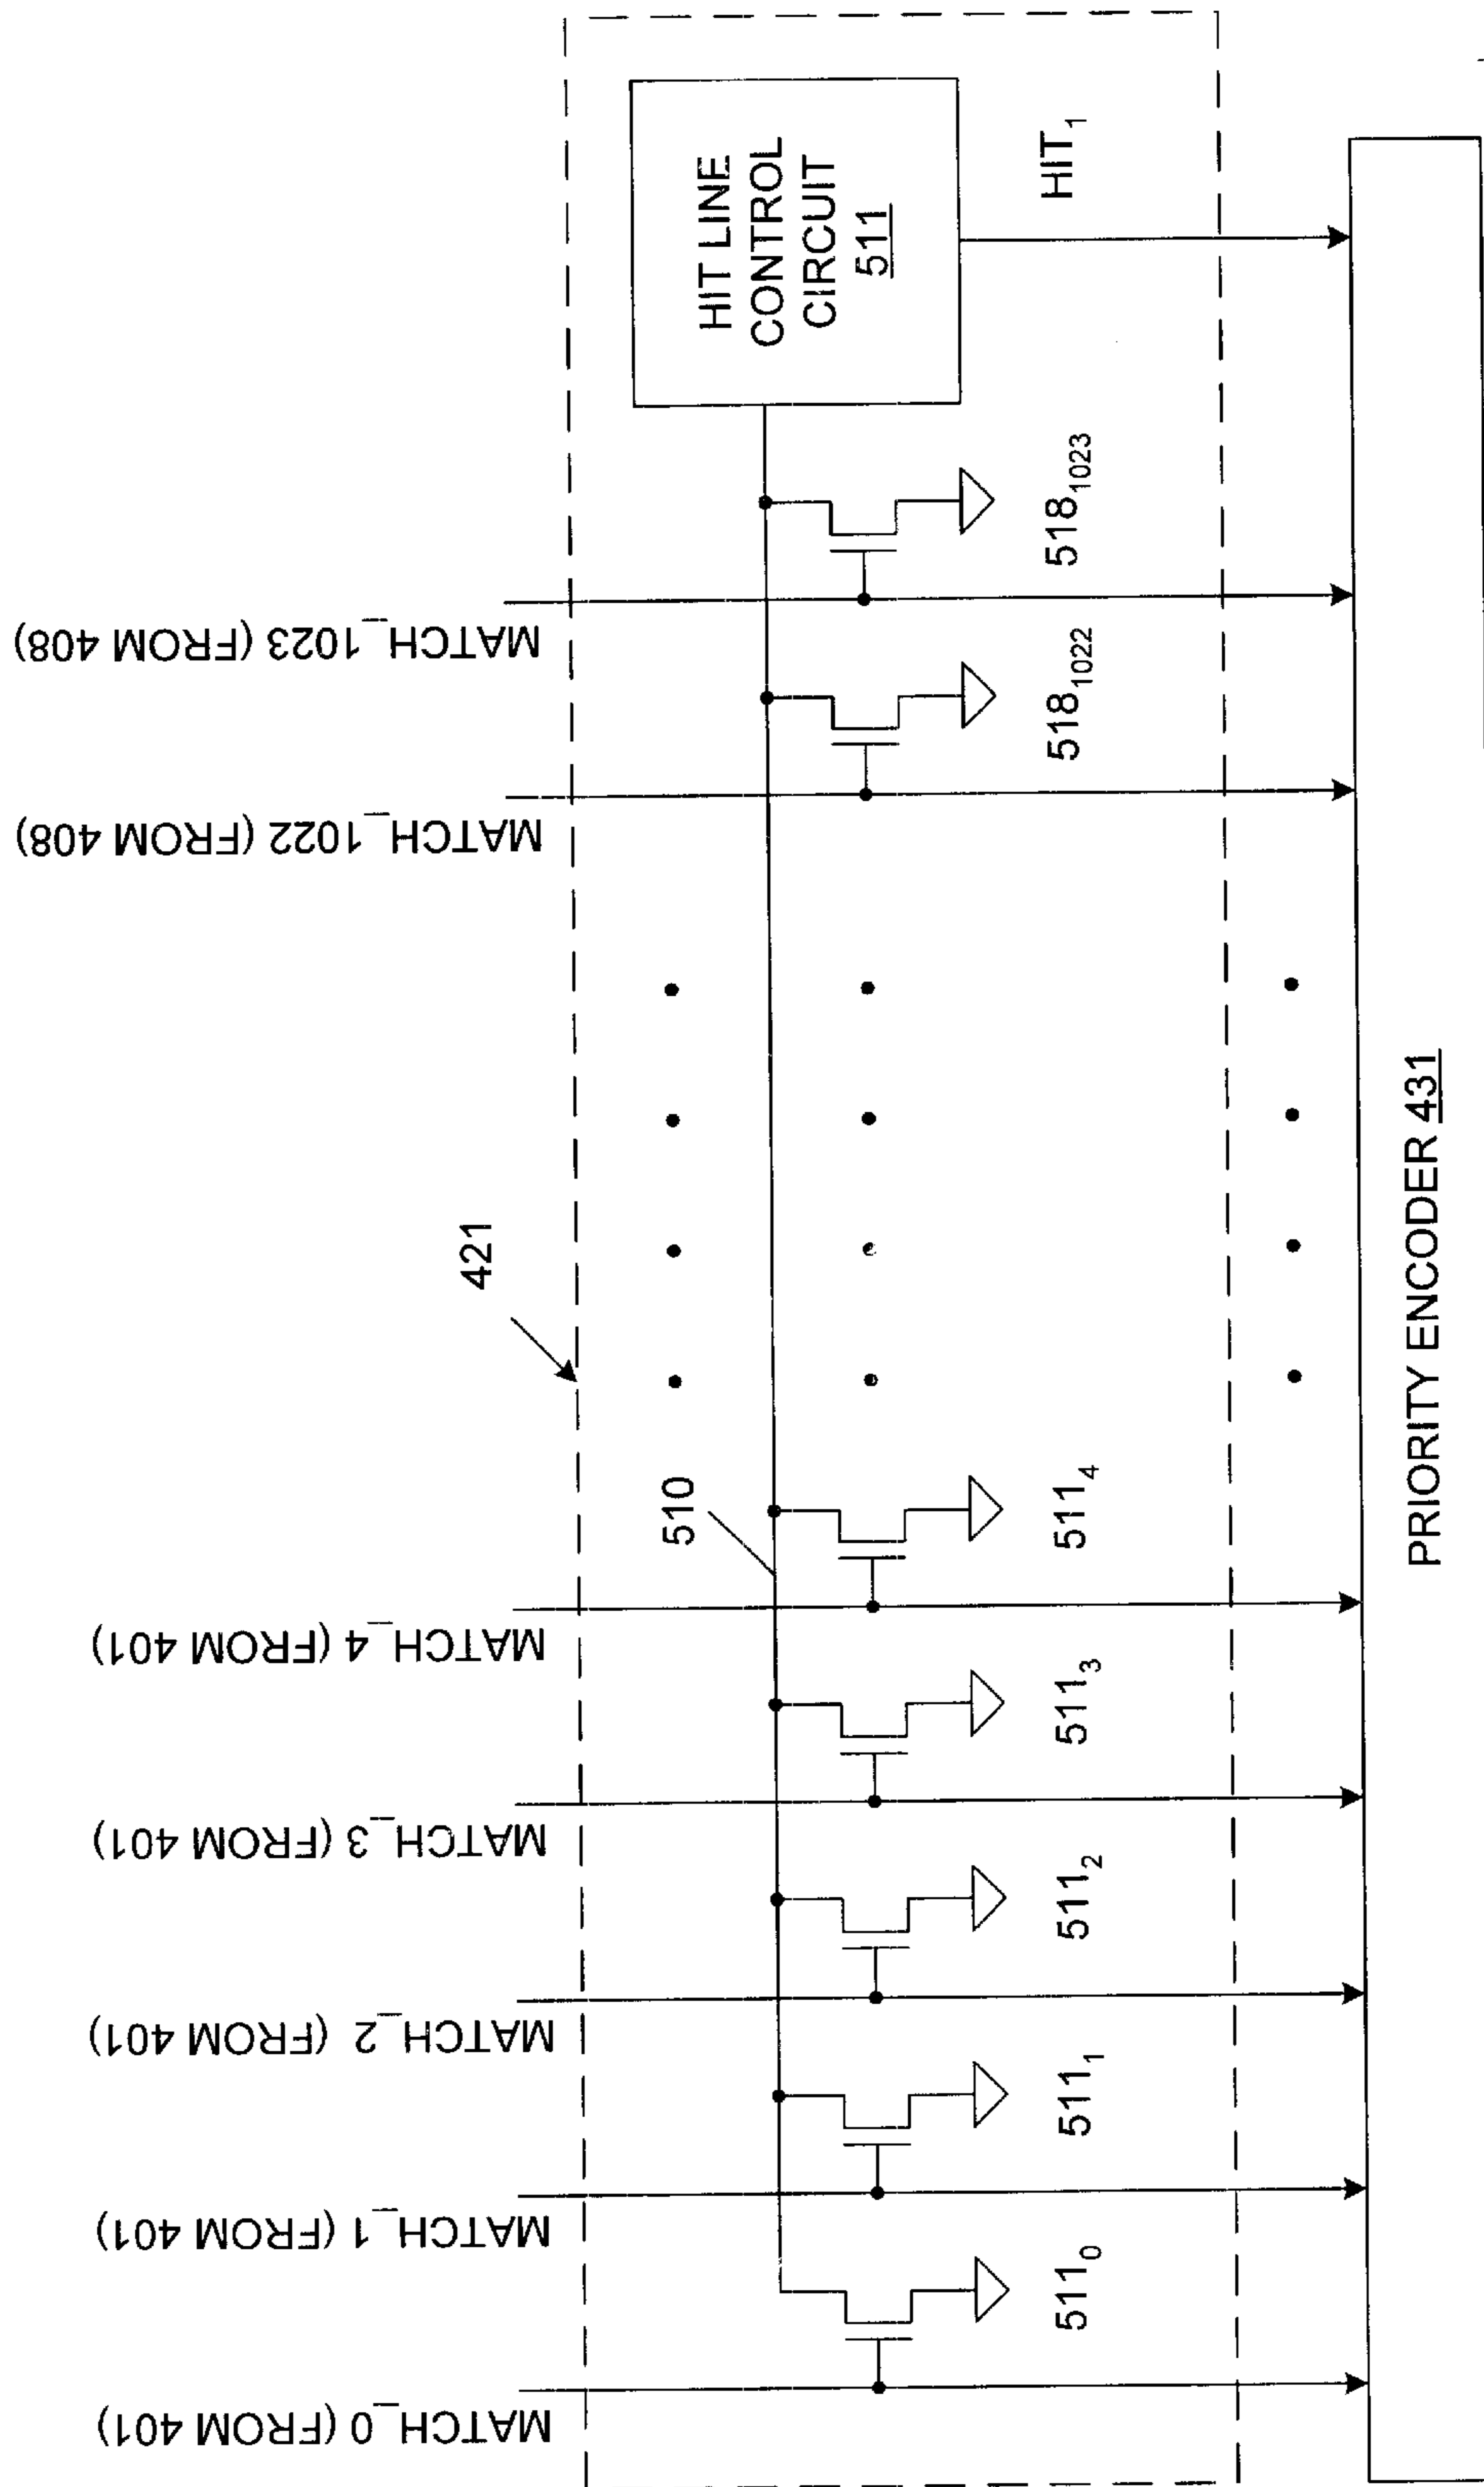 MATCH_0 (FROM 401)
MATCH_1 (FROM 401)
MATCH_2 (FROM 401)
MATCH_3 (FROM 401)
MATCH_4 (FROM 401)
MATCH_1022 (FROM 408)
MATCH_1023 (FROM 408)
421
510
HIT LINE
CONTROL
CIRCUIT
511
HIT₁
511₀
511₁
511₂
511₃
511₄
518₁₀₂₂
518₁₀₂₃
PRIORITY ENCODER 431